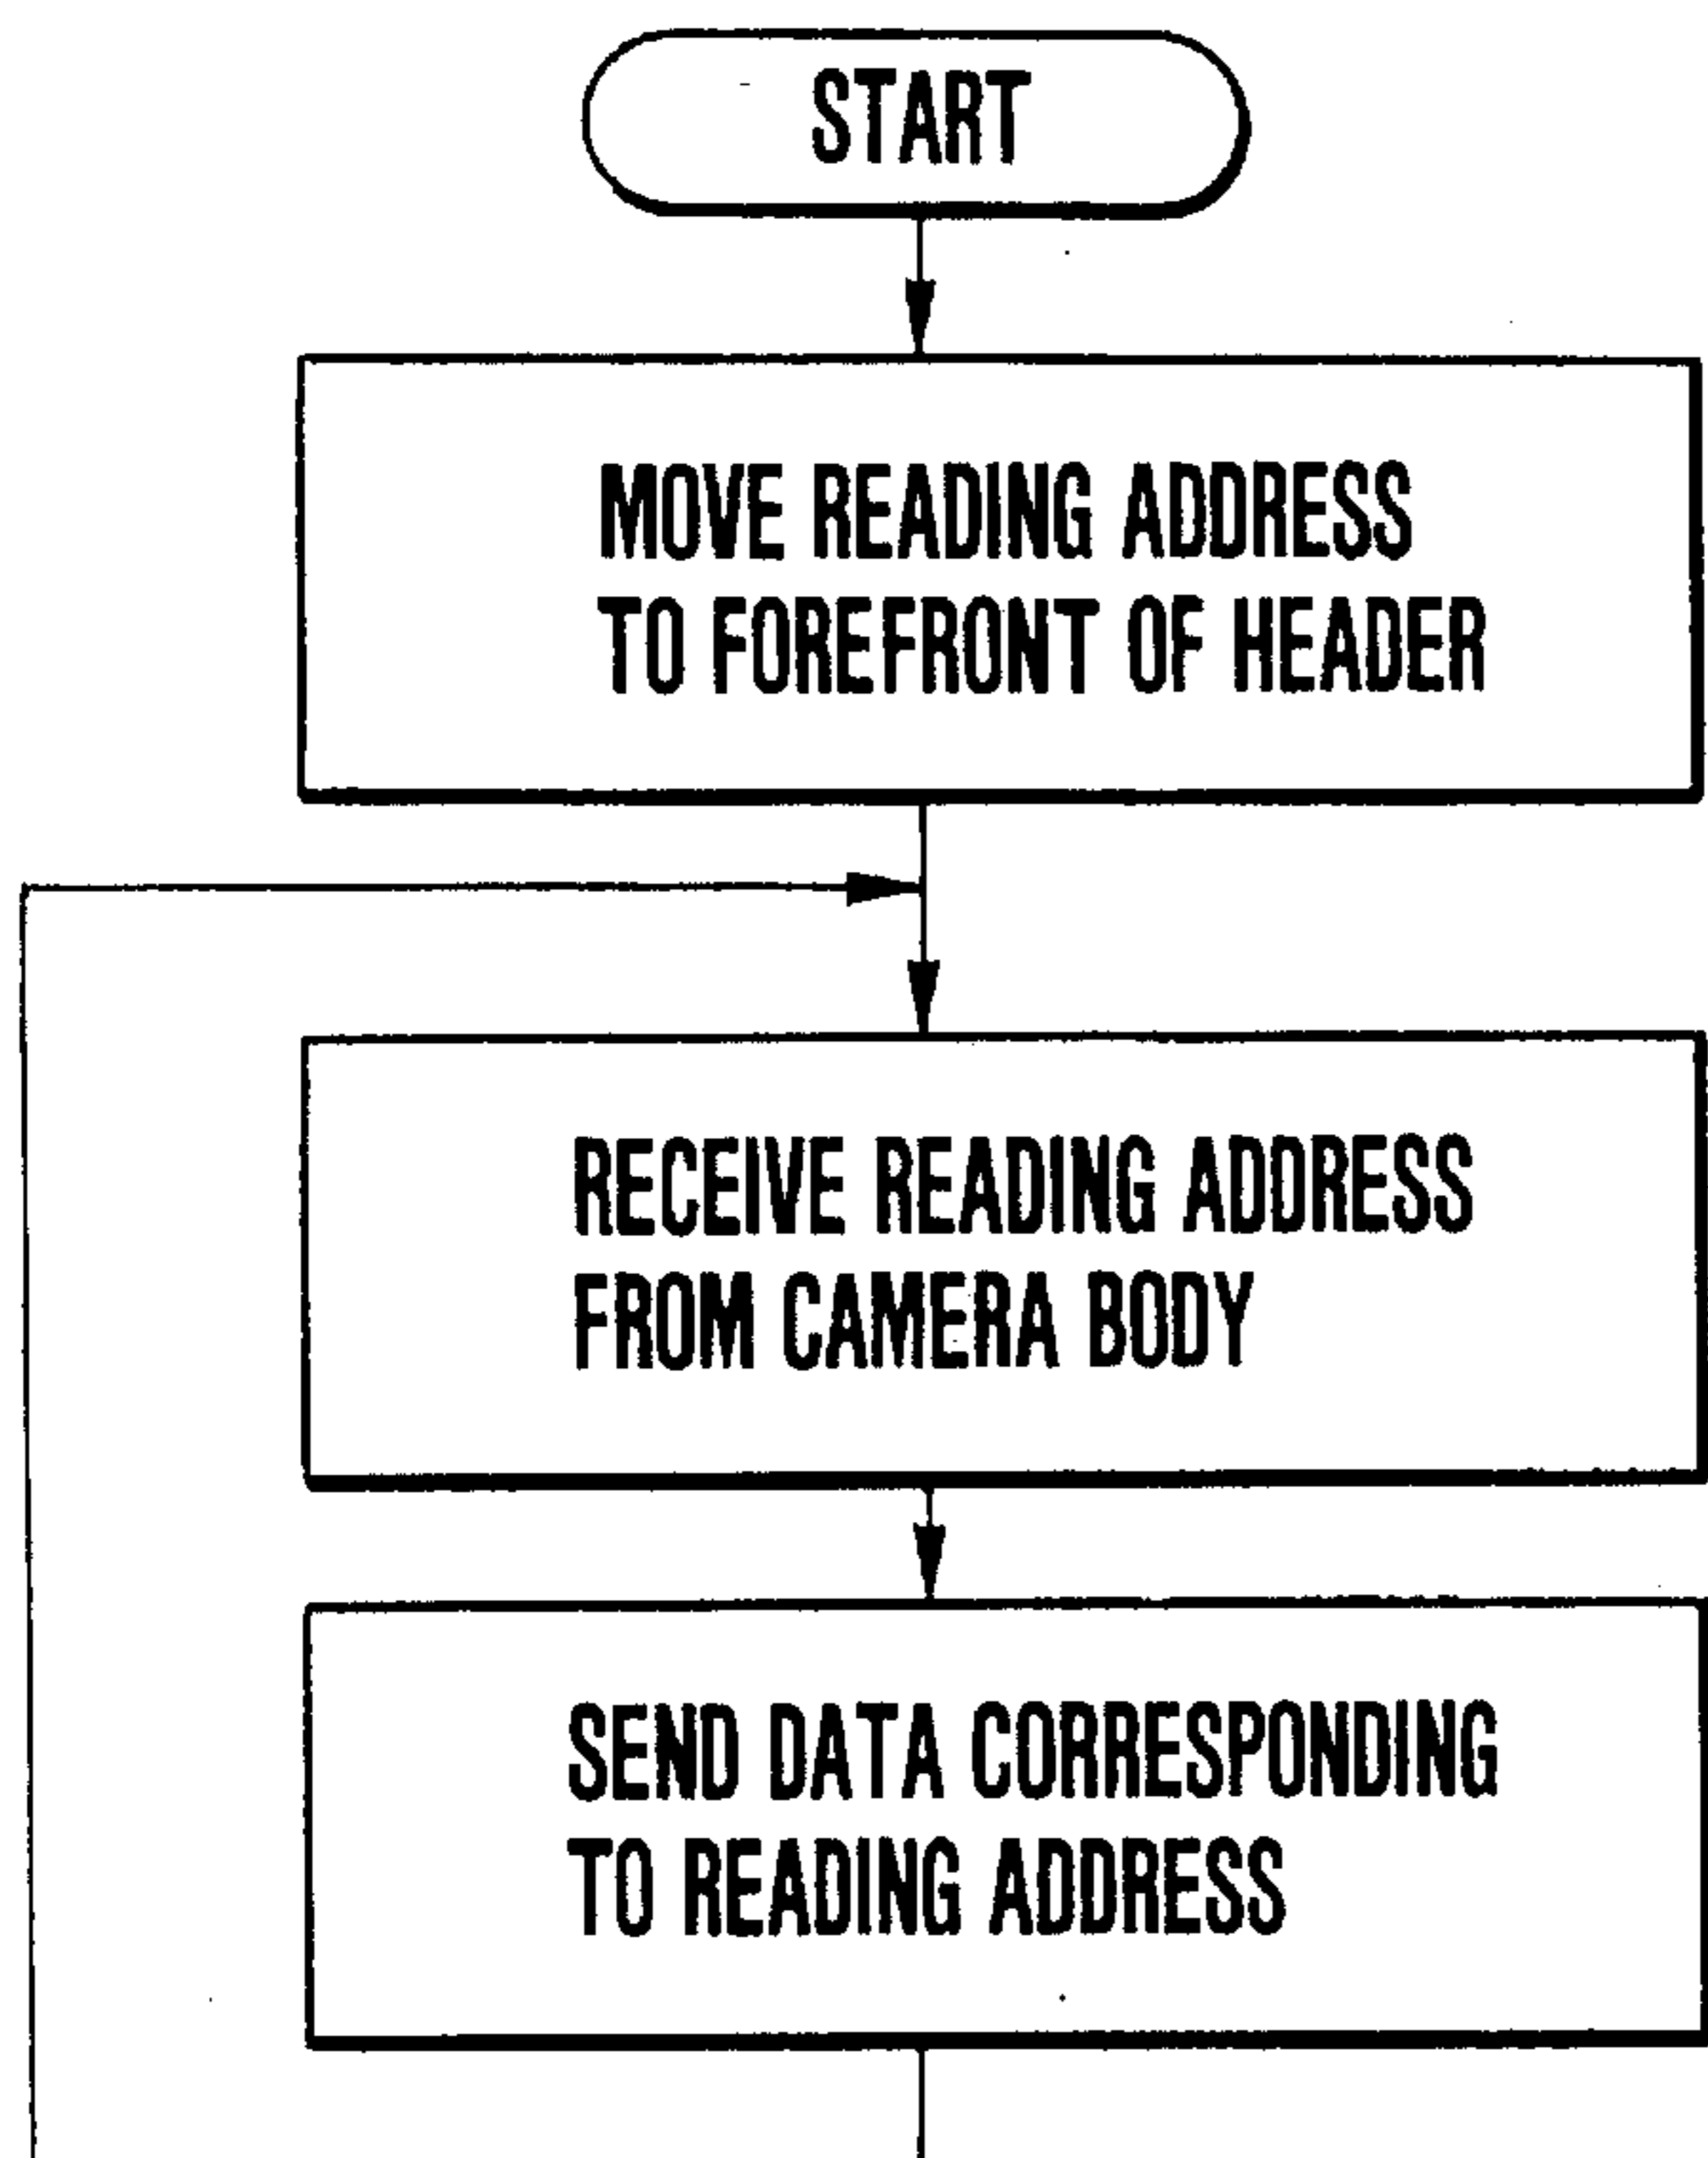 START
MOVE READING ADDRESS
TO FOREFRONT OF HEADER
RECEIVE READING ADDRESS
FROM CAMERA BODY
SEND DATA CORRESPONDING
TO READING ADDRESS